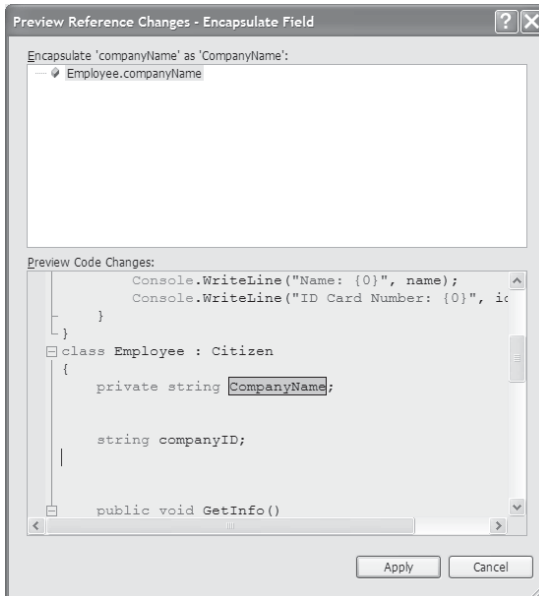 Preview Reference Changes - Encapsulate Field
Encapsulate 'companyName' as 'CompanyName':
Employee.companyName
Preview Code Changes:
Console.WriteLine("Name: {0}", name);
Console.WriteLine("ID Card Number: {0}", id
}
}
class Employee : Citizen
{
private string CompanyName;
string companyID;
public void GetInfo()
Apply Cancel